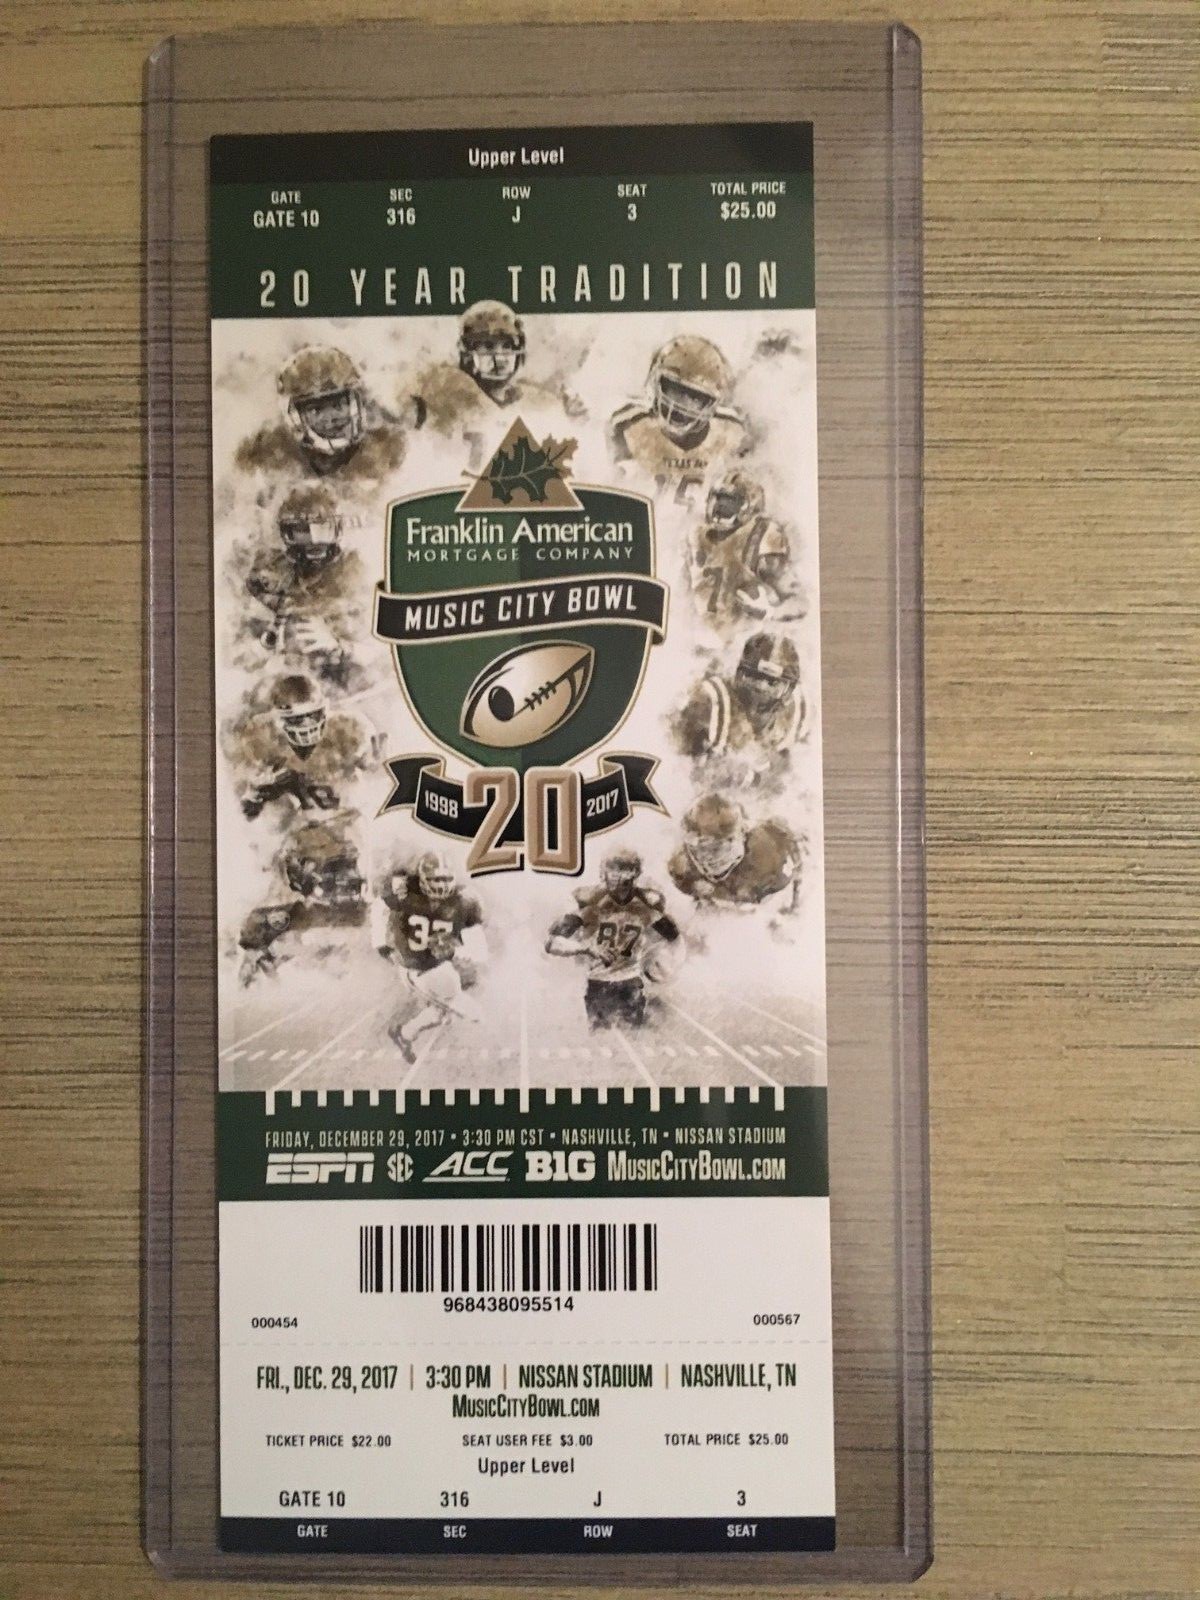 Upper Level
GATE SEC ROW SEAT TOTAL PRICE
GATE 10 316 J 3 $25.00
20 YEAR TRADITION
Franklin American
MORTGAGE COMPANY
MUSIC CITY BOWL
1998 20 2017
37
87
FRIDAY, DECEMBER 29, 2017 • 3:30 PM CST • NASHVILLE, TN • NISSAN STADIUM
ESPN SEC ACC B1G MUSICCITYBOWL.COM
968438095514
000454 000567
FRI., DEC. 29, 2017 | 3:30 PM | NISSAN STADIUM | NASHVILLE, TN
MUSICCITYBOWL.COM
TICKET PRICE $22.00 SEAT USER FEE $3.00 TOTAL PRICE $25.00
Upper Level
GATE 10 316 J 3
GATE SEC ROW SEAT